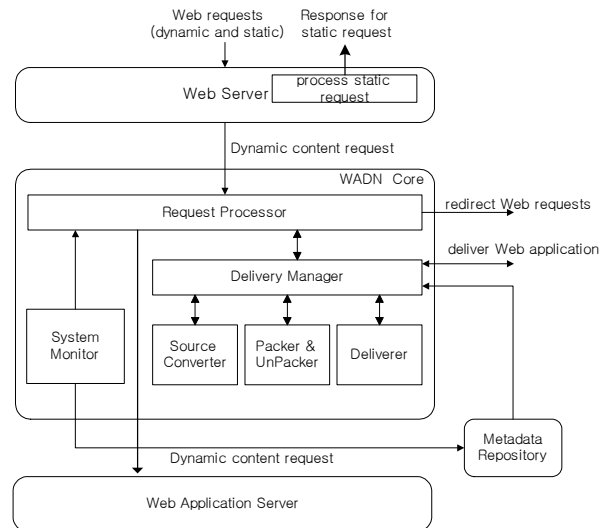 Web requests
(dynamic and static)
Response for
static request
Web Server
process static
request
Dynamic content request
WADN Core
Request Processor
redirect Web requests
deliver Web application
Delivery Manager
System
Monitor
Source
Converter
Packer &
UnPacker
Deliverer
Metadata
Repository
Dynamic content request
Web Application Server